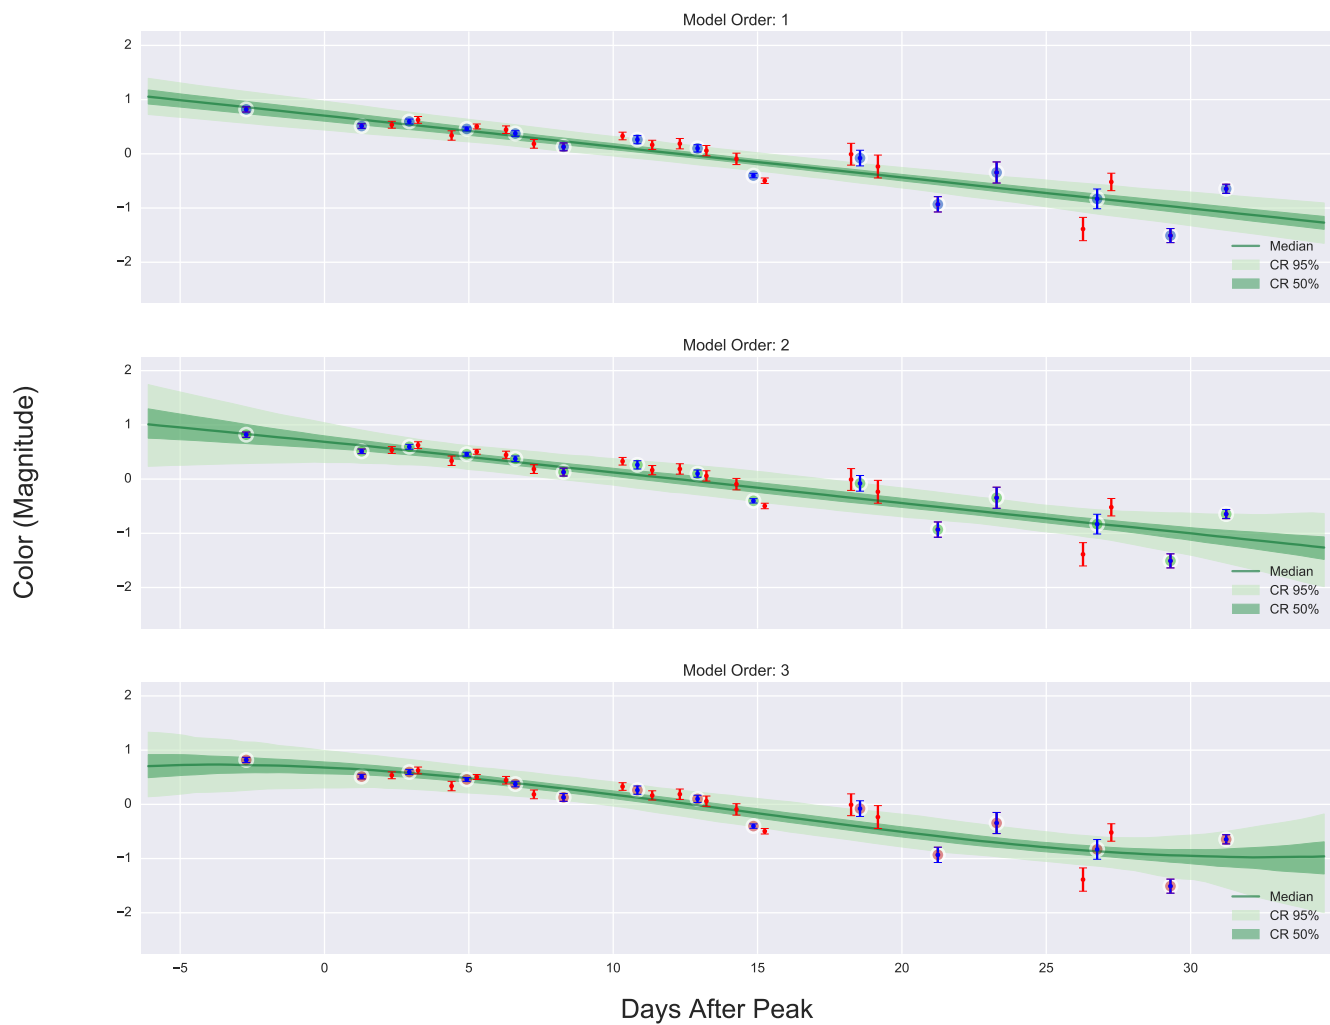 Model Order: 1
2
1
0
−1
−2
Median
CR 95%
CR 50%
Model Order: 2
2
1
0
−1
−2
Median
CR 95%
CR 50%
Color (Magnitude)
Model Order: 3
2
1
0
−1
−2
Median
CR 95%
CR 50%
−5 0 5 10 15 20 25 30
Days After Peak